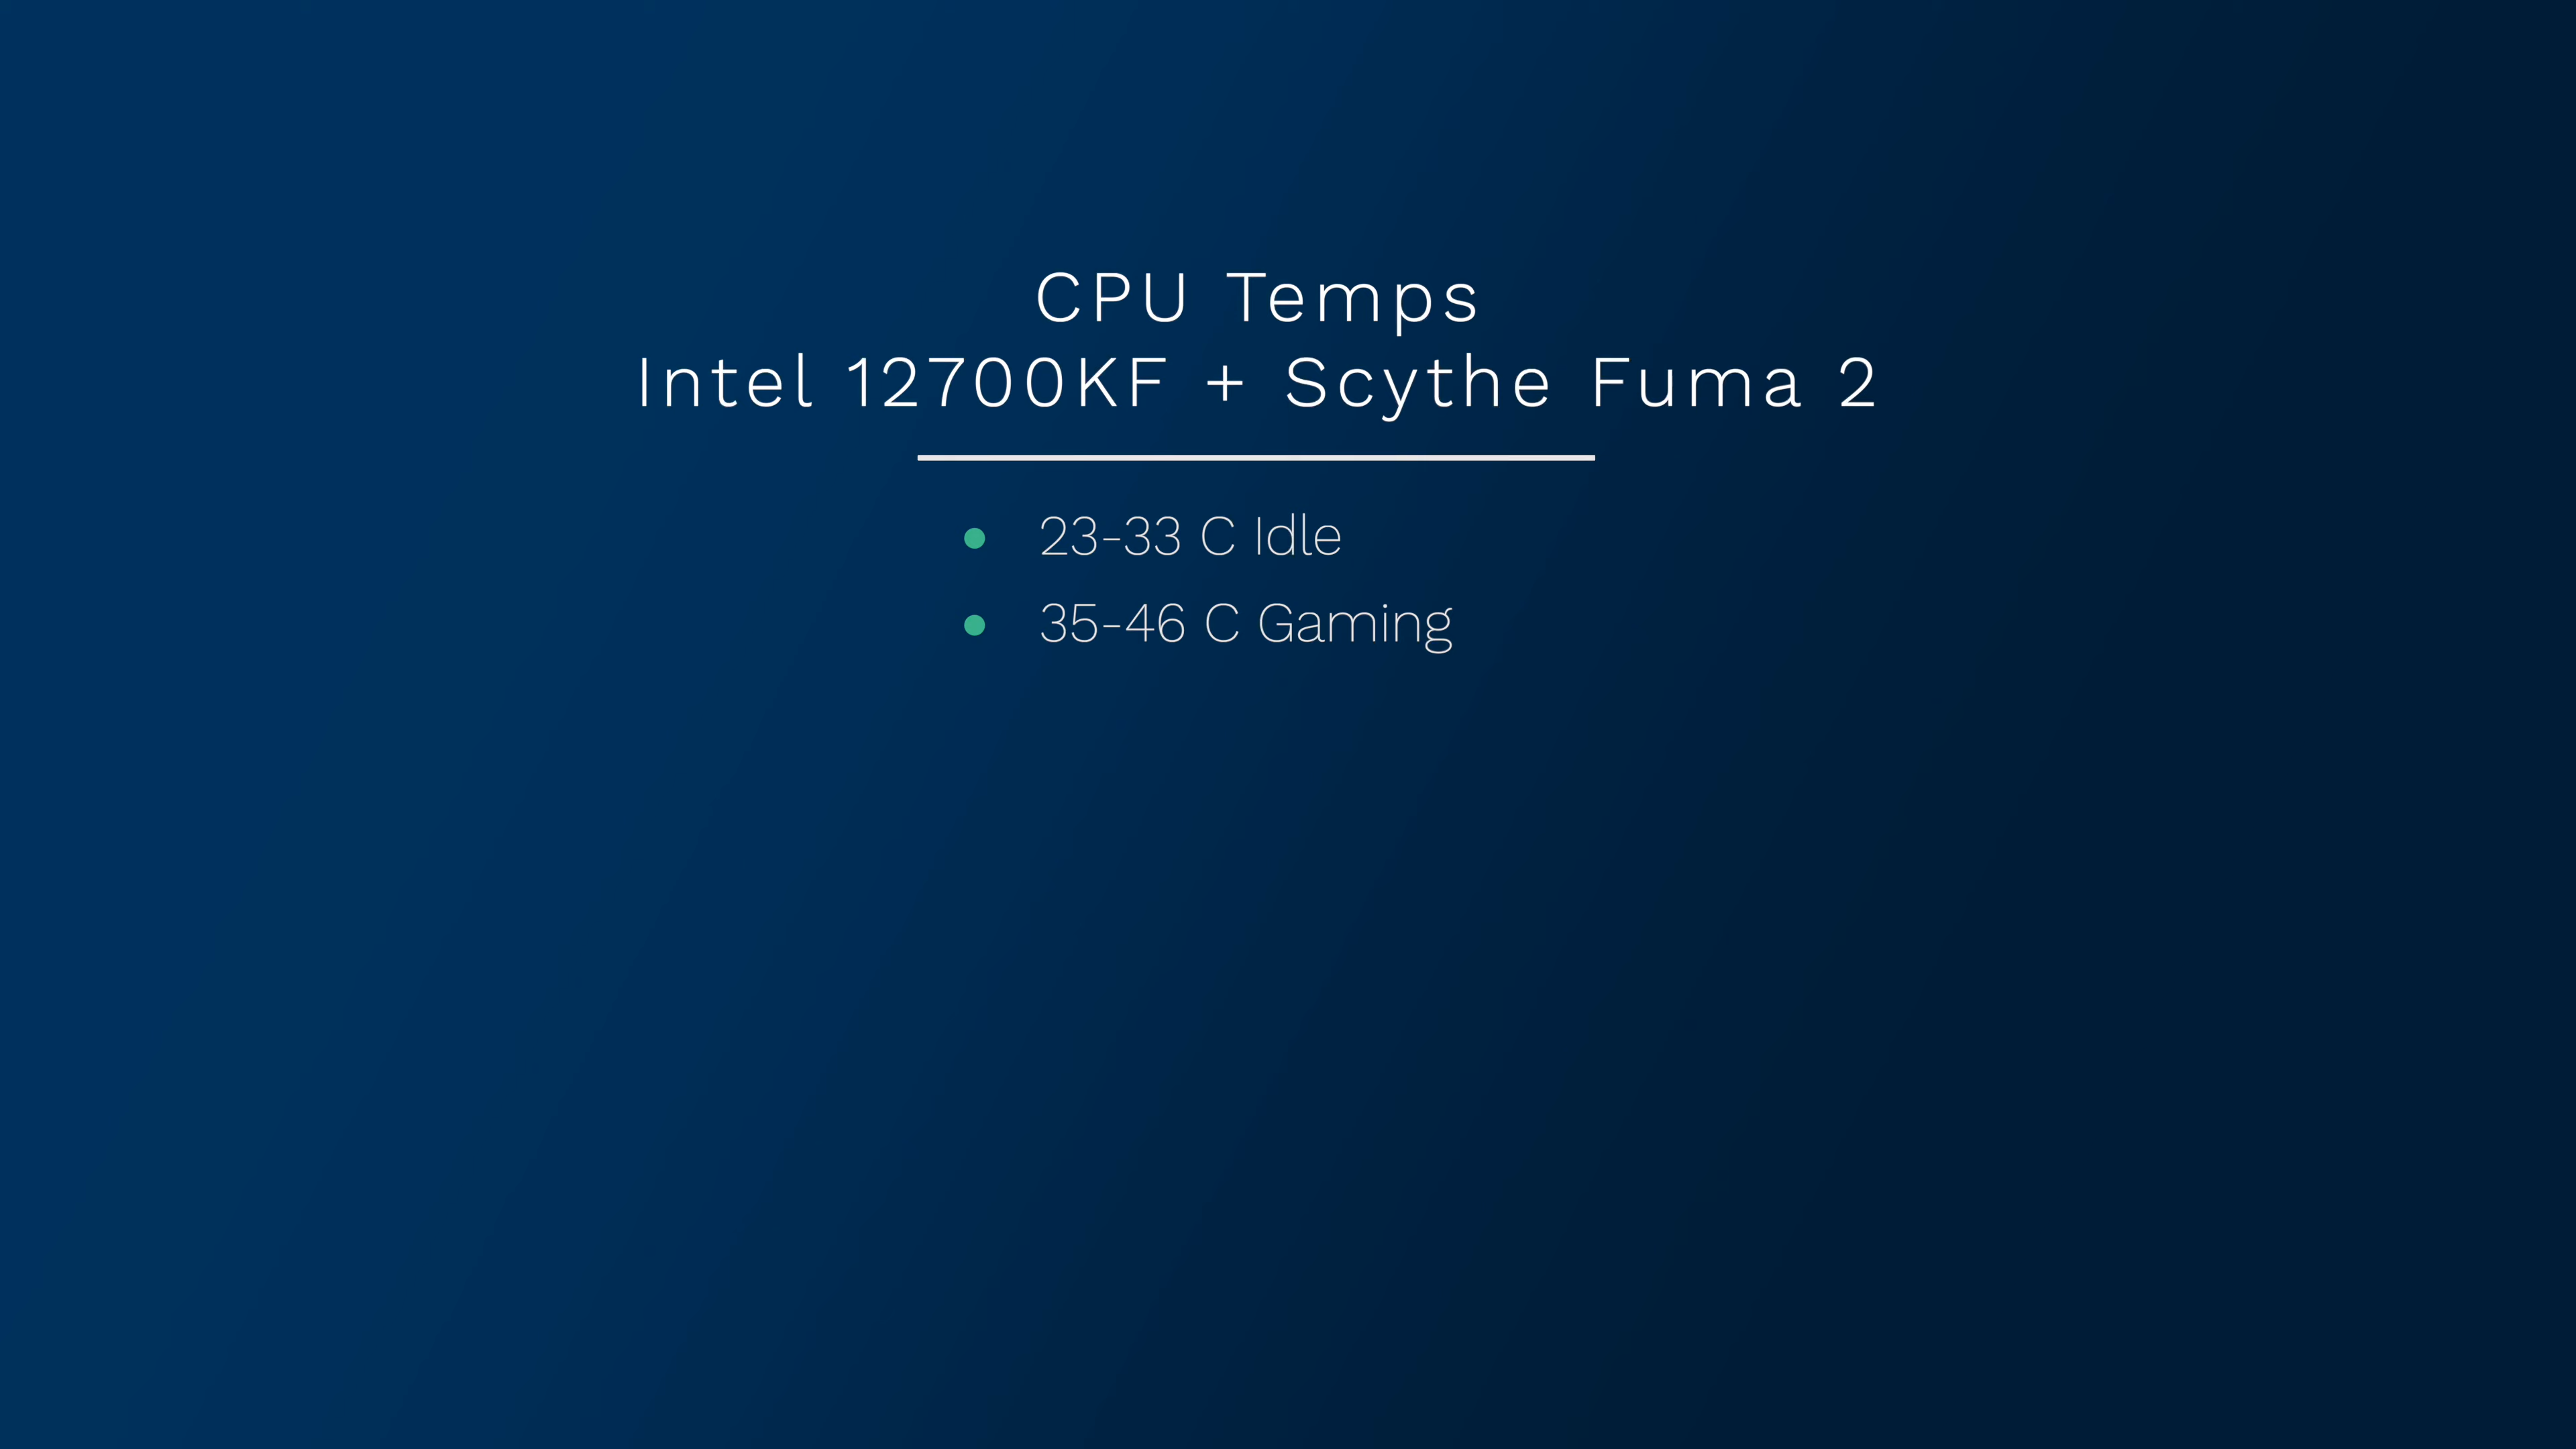 CPU Temps
Intel 12700KF + Scythe Fuma 2
23-33 C Idle
35-46 C Gaming